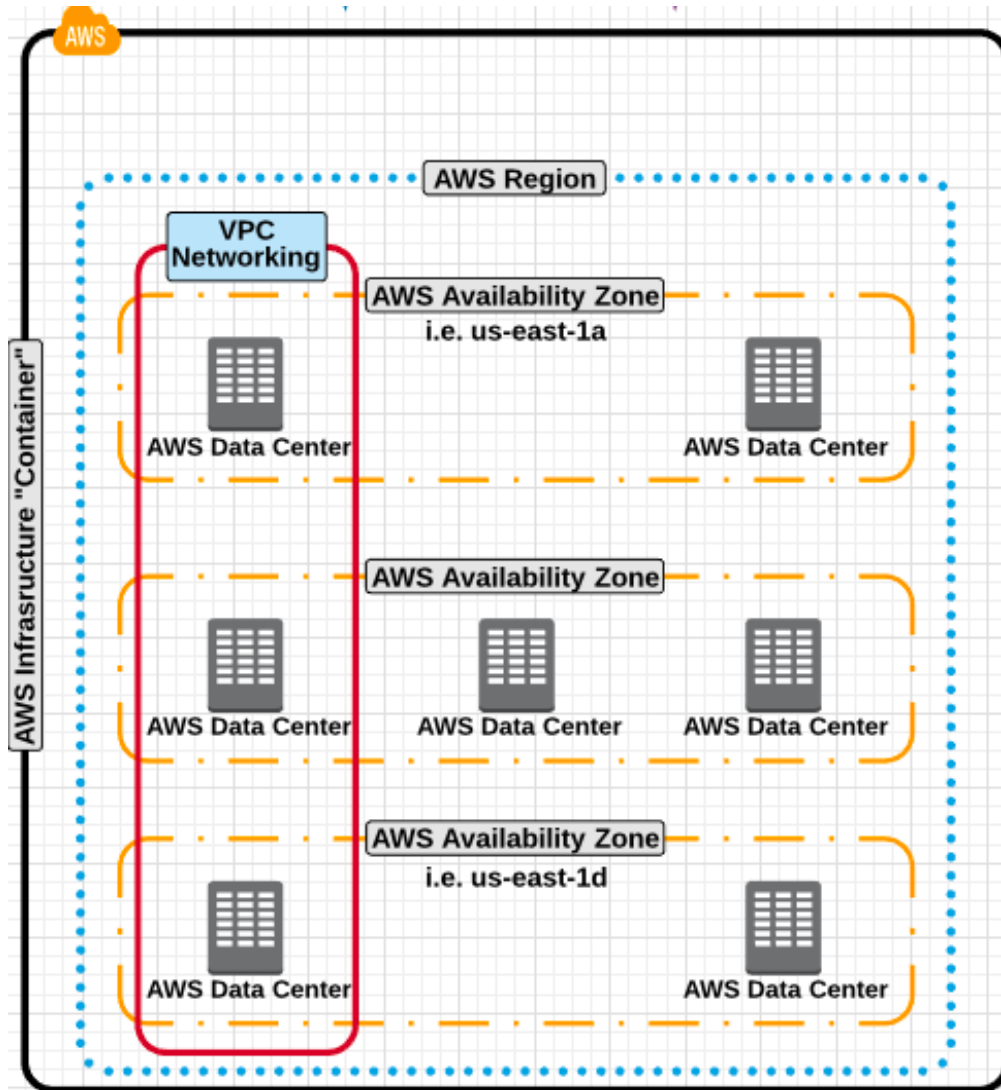 AWS
AWS Region
VPC
Networking
AWS Availability Zone
i.e. us-east-1a
AWS Data Center
AWS Data Center
AWS Infrasructure "Container"
AWS Availability Zone
AWS Data Center
AWS Data Center
AWS Data Center
AWS Availability Zone
i.e. us-east-1d
AWS Data Center
AWS Data Center